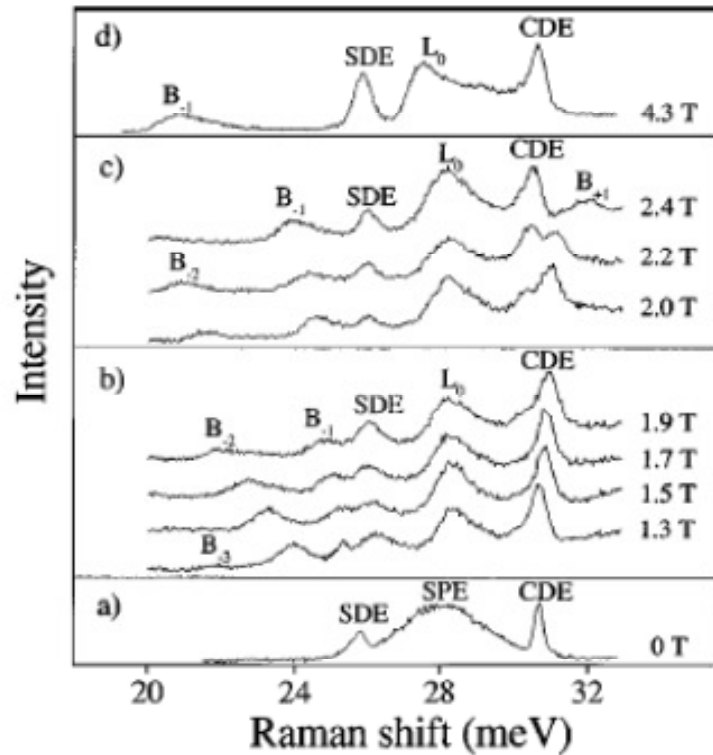 d)
B-1
SDE
L0
CDE
4.3 T
c)
B-2
B-1
SDE
L0
CDE
B+1
2.4 T
2.2 T
2.0 T
b)
B-3
B-2
B-1
SDE
L0
CDE
1.9 T
1.7 T
1.5 T
1.3 T
a)
SDE
SPE
CDE
0 T
20
24
28
32
Raman shift (meV)
Intensity